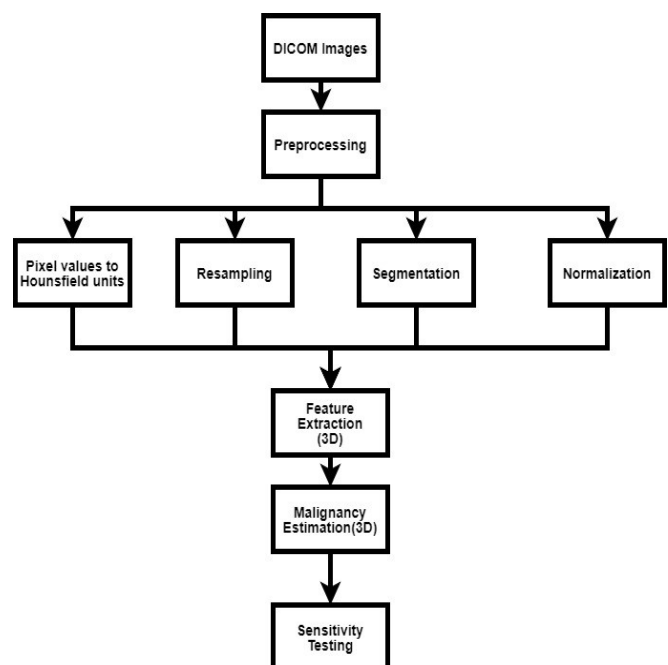 DICOM Images
Preprocessing
Pixel values to
Hounsfield units
Resampling
Segmentation
Normalization
Feature
Extraction
(3D)
Malignancy
Estimation(3D)
Sensitivity
Testing